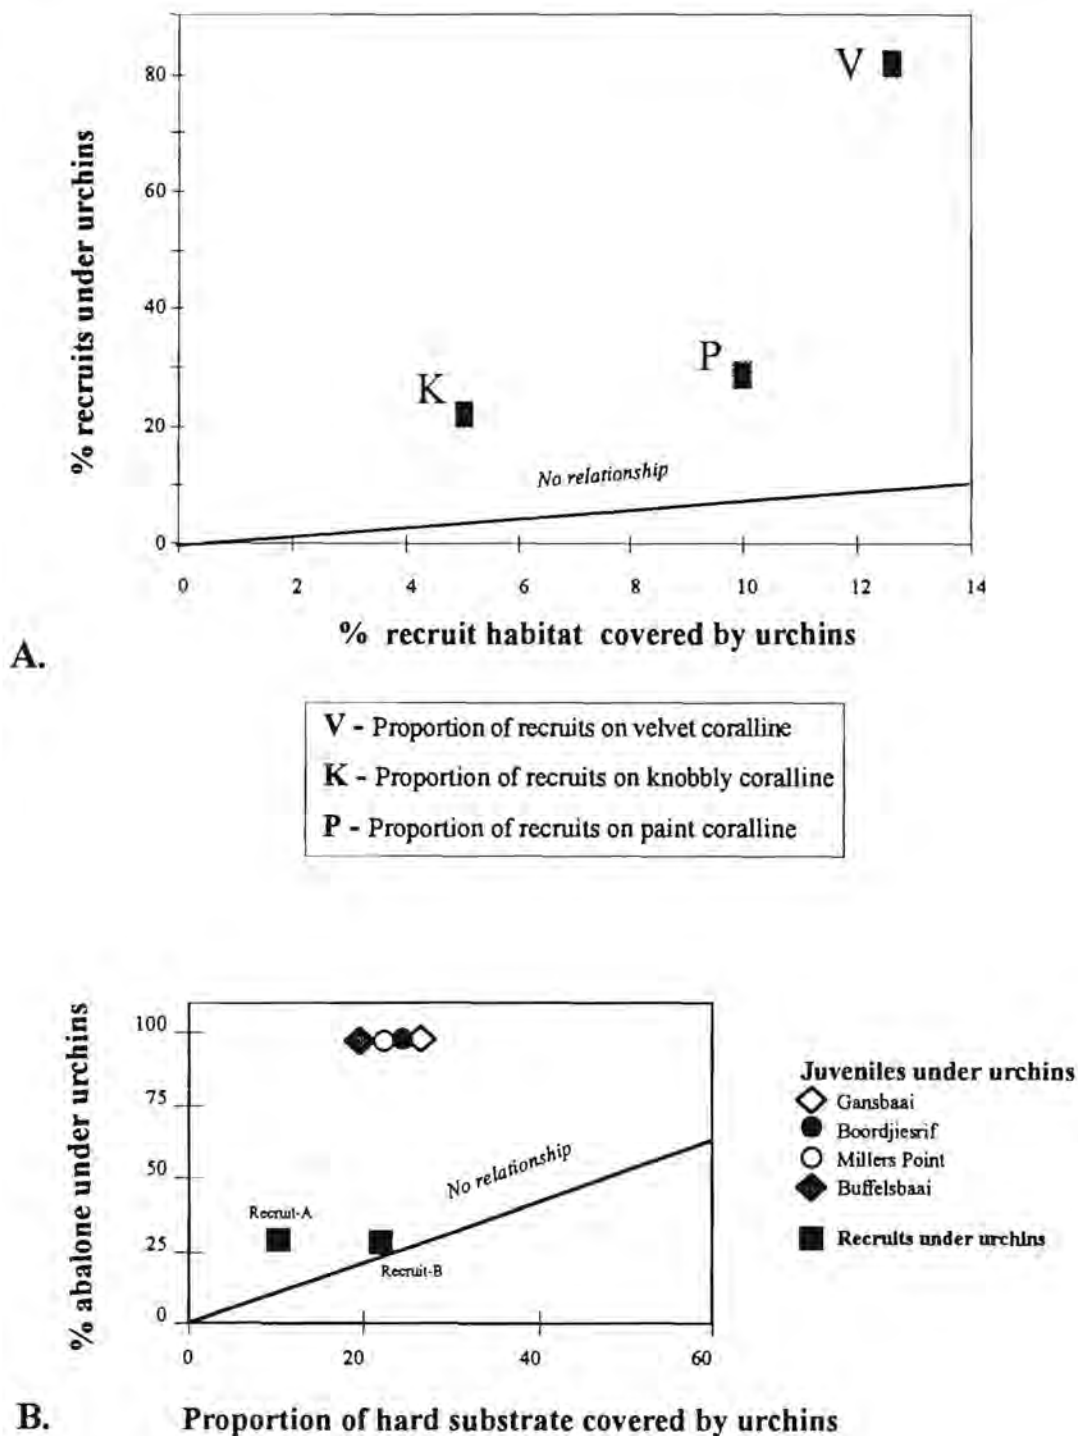 % recruits under urchins
80
60
40
20
0
V
P
K
No relationship
0 2 4 6 8 10 12 14
% recruit habitat covered by urchins
A.
V - Proportion of recruits on velvet coralline
K - Proportion of recruits on knobbly coralline
P - Proportion of recruits on paint coralline
% abalone under urchins
100
75
50
25
0
No relationship
Recruit-A
Recruit-B
0 20 40 60
Juveniles under urchins
Gansbaai
Boordjiesrif
Millers Point
Buffelsbaai
Recruits under urchins
B.
Proportion of hard substrate covered by urchins